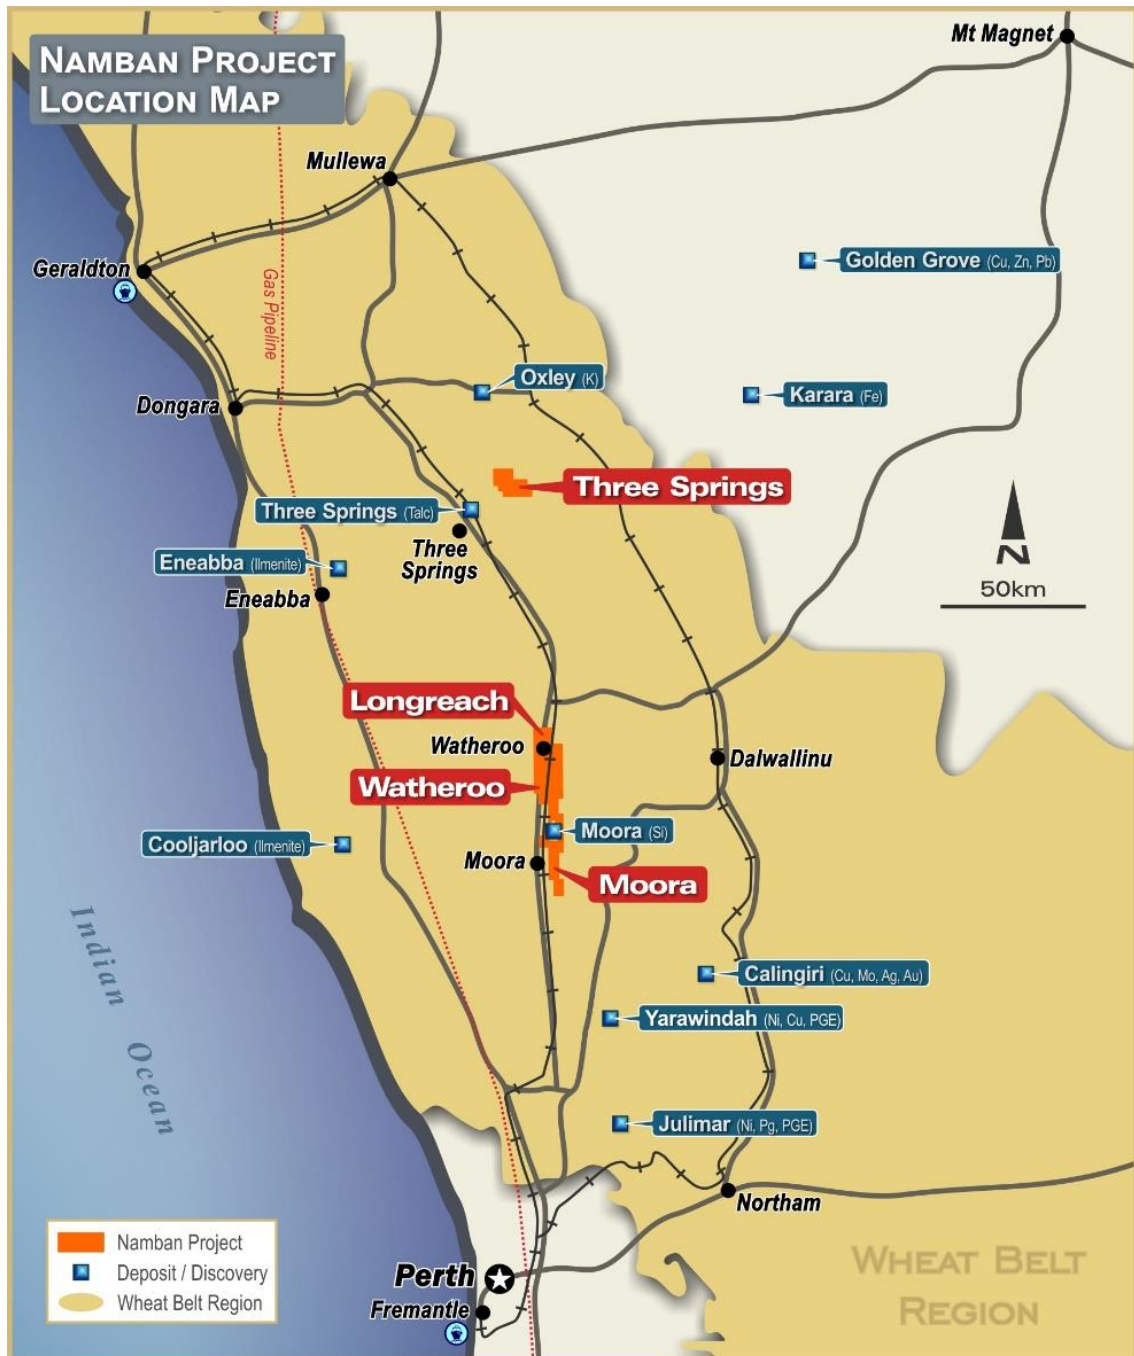 NAMBAN PROJECT
LOCATION MAP
Mt Magnet
Mullewa
Geraldton
Gas Pipeline
Golden Grove (Cu, Zn, Pb)
Oxley (K)
Karara (Fe)
Dongara
Three Springs
Three Springs (Talc)
Three
Springs
Eneabba (Ilmenite)
Eneabba
N
50km
Longreach
Watheroo
Watheroo
Dalwallinu
Moora (Si)
Cooljarloo (Ilmenite)
Moora
Moora
Indian Ocean
Calingiri (Cu, Mo, Ag, Au)
Yarawindah (Ni, Cu, PGE)
Julimar (Ni, Pg, PGE)
Northam
Namban Project
Deposit / Discovery
Wheat Belt Region
Perth
Fremantle
WHEAT BELT
REGION